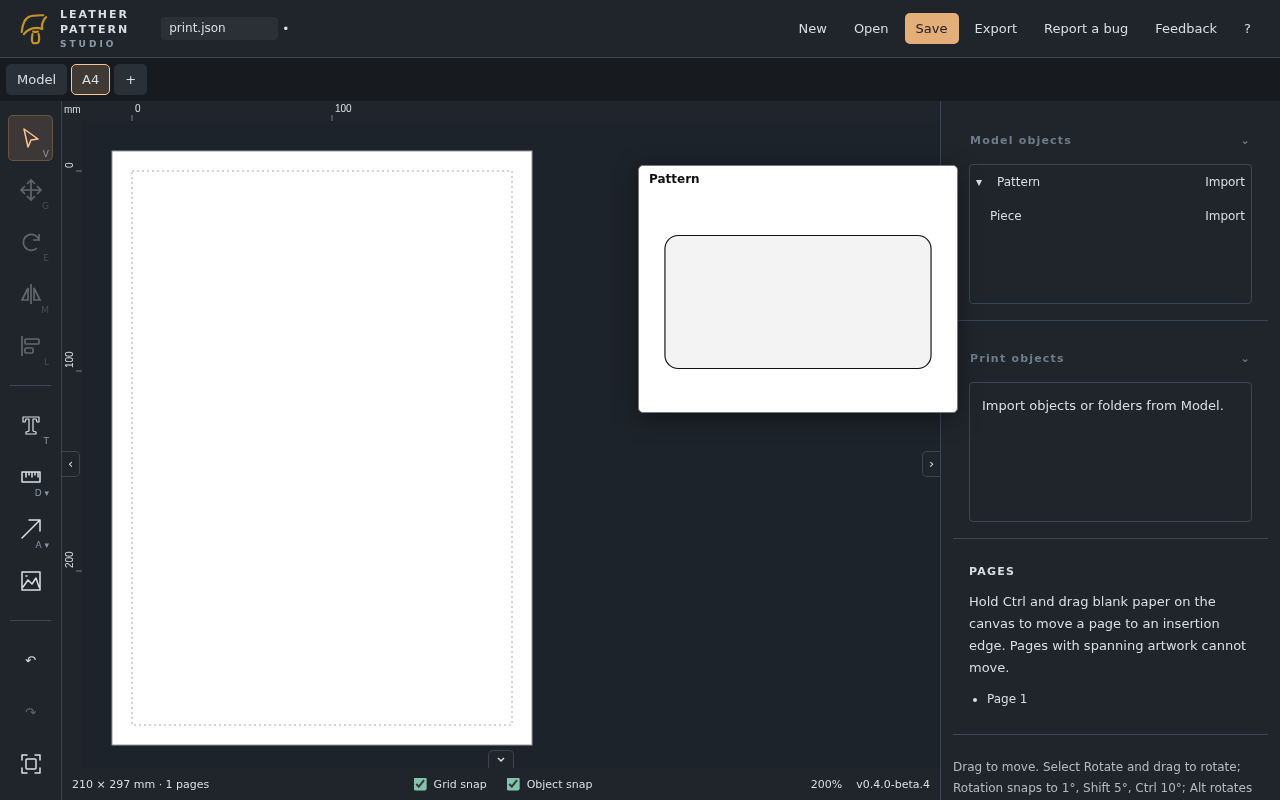 LEATHER
PATTERN
STUDIO
print.json •
New Open Save Export Report a bug Feedback ?
Model A4 +
mm 0 100
0
100
200
V
G
E
M
L
T
D ▾
A ▾
Pattern
Model objects
▾ Pattern Import
Piece Import
Print objects
Import objects or folders from Model.
PAGES
Hold Ctrl and drag blank paper on the
canvas to move a page to an insertion
edge. Pages with spanning artwork cannot
move.
• Page 1
Drag to move. Select Rotate and drag to rotate;
Rotation snaps to 1°, Shift 5°, Ctrl 10°; Alt rotates
210 × 297 mm · 1 pages Grid snap Object snap 200% v0.4.0-beta.4